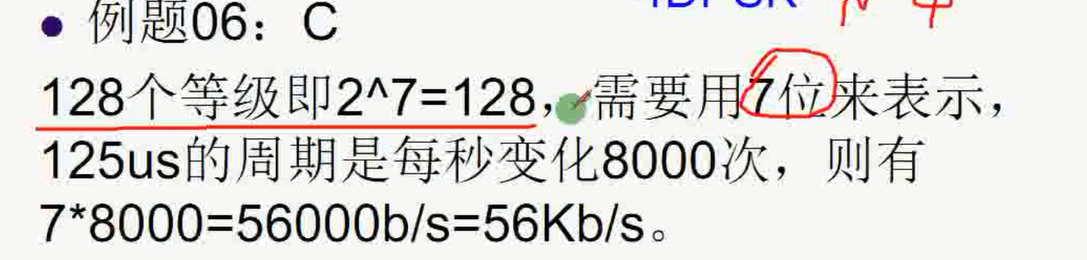 4DPSK N=4
• 例题06：C
128个等级即2^7=128，需要用7位来表示，
125us的周期是每秒变化8000次，则有
7*8000=56000b/s=56Kb/s。